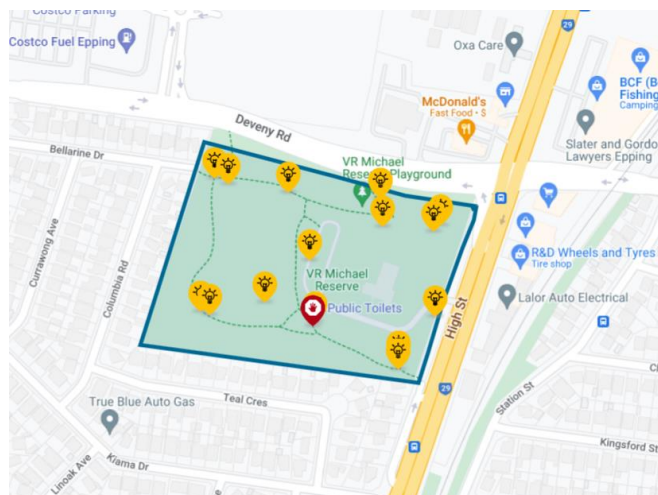 Costco Parking
Costco Fuel Epping
Oxa Care
29
BCF (B
Fishing
Camping
McDonald's
Fast Food • $
Deveny Rd
Slater and Gordo
Lawyers Epping
Bellarine Dr
VR Michael
Reserve Playground
Currawong Ave
Columbia Rd
R&D Wheels and Tyres
Tire shop
VR Michael
Reserve
Public Toilets
High St
Lalor Auto Electrical
29
Station St
True Blue Auto Gas
Teal Cres
Kingsford St
Linoak Ave
Kiama Dr